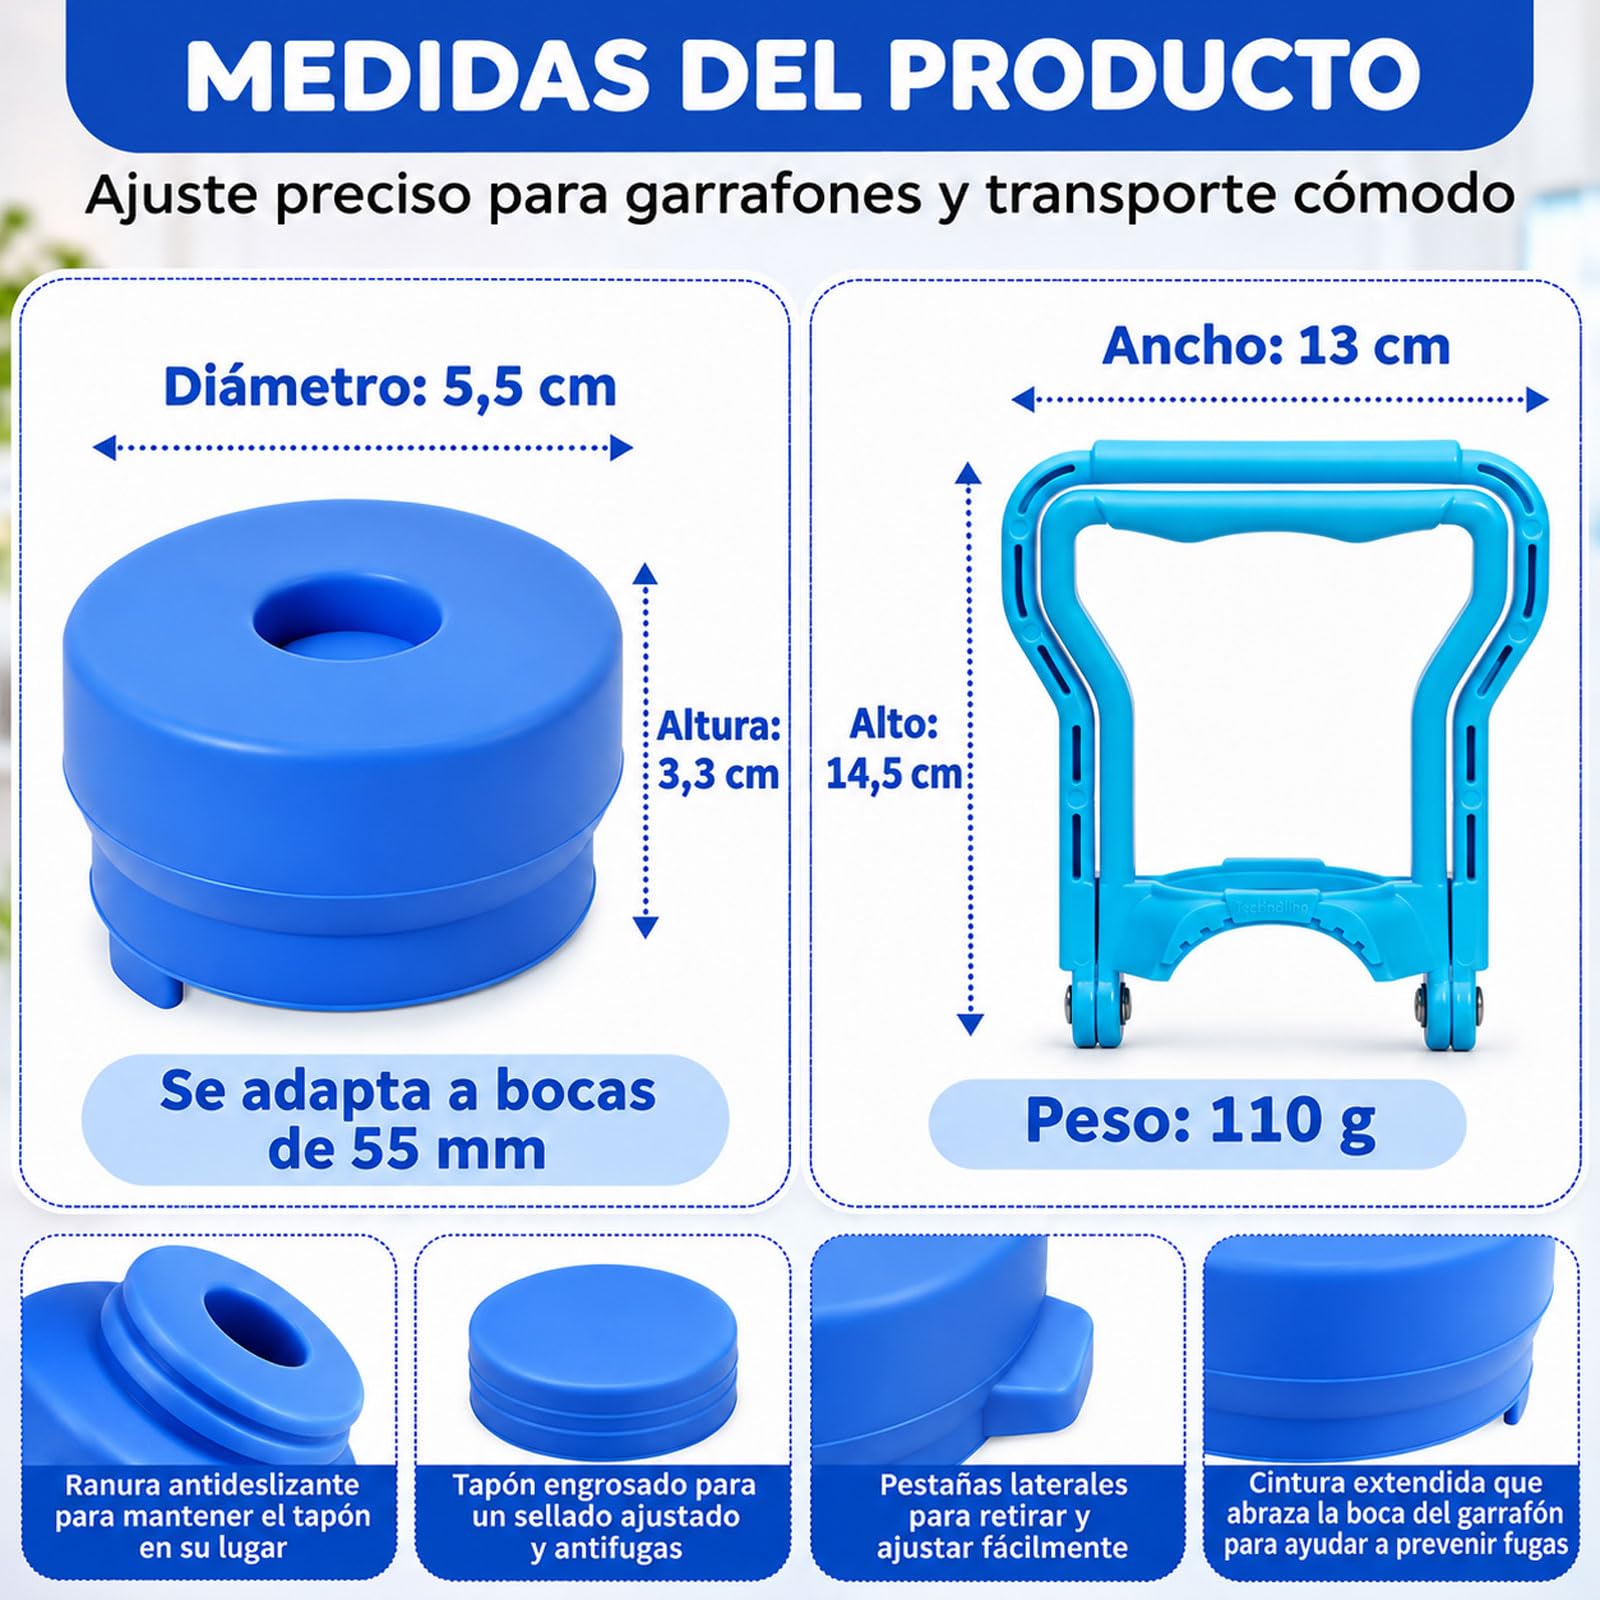 MEDIDAS DEL PRODUCTO
Ajuste preciso para garrafones y transporte cómodo
Diámetro: 5,5 cm
Altura:
3,3 cm
Se adapta a bocas
de 55 mm
Ancho: 13 cm
Alto:
14,5 cm
Peso: 110 g
Ranura antideslizante
para mantener el tapón
en su lugar
Tapón engrosado para
un sellado ajustado
y antifugas
Pestañas laterales
para retirar y
ajustar fácilmente
Cintura extendida que
abraza la boca del garrafón
para ayudar a prevenir fugas